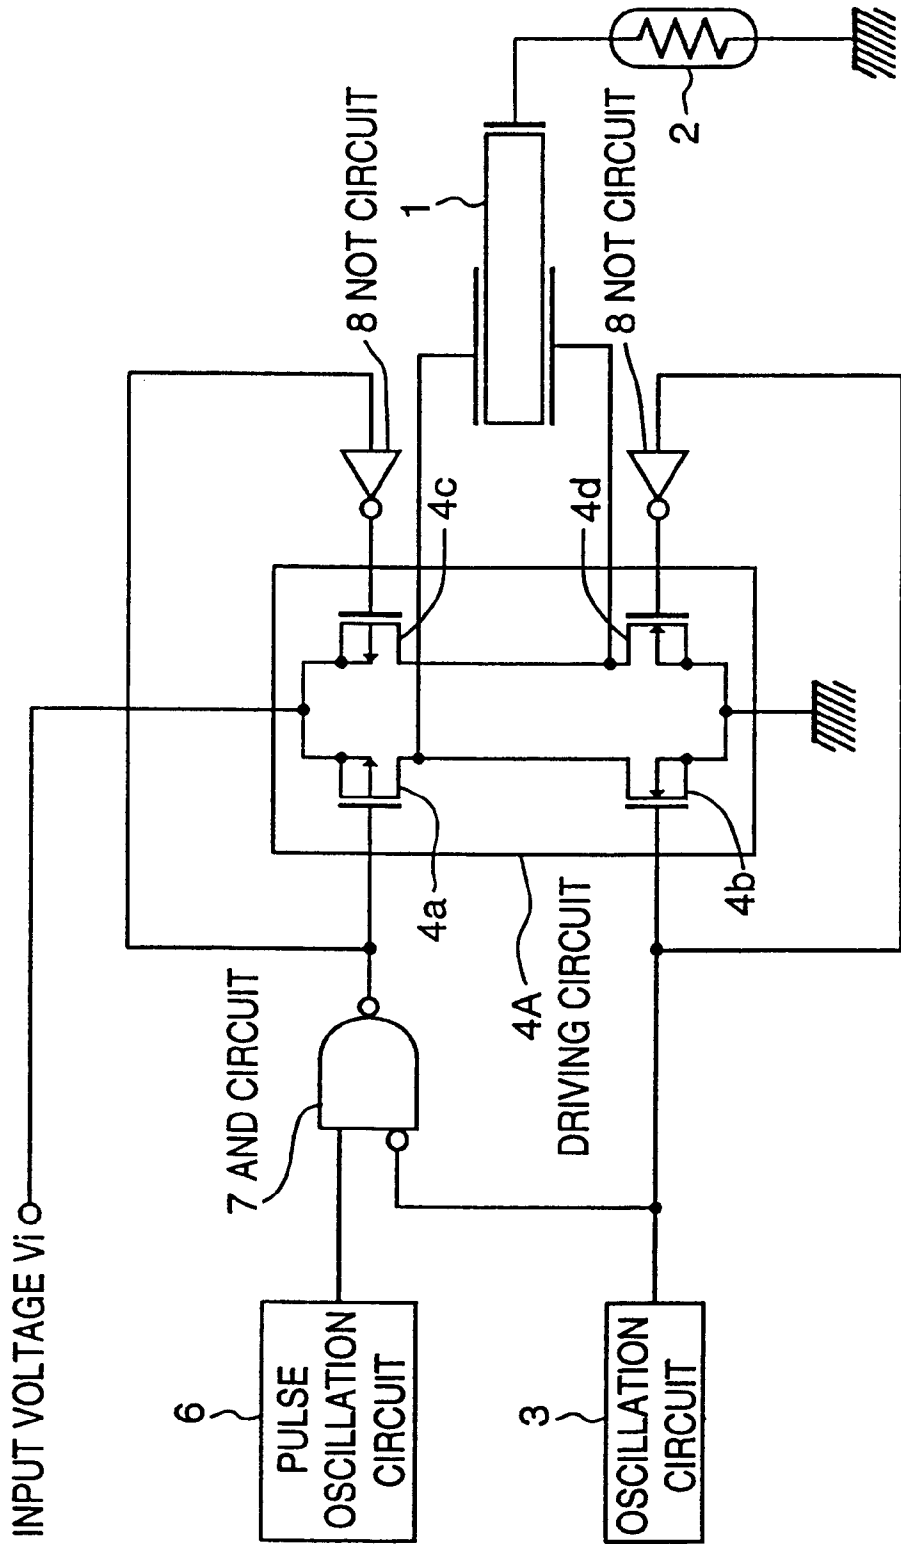 INPUT VOLTAGE Vi
6
PULSE
OSCILLATION
CIRCUIT
7 AND CIRCUIT
8 NOT CIRCUIT
4a
4c
1
2
3
OSCILLATION
CIRCUIT
4A
DRIVING CIRCUIT
4b
4d
8 NOT CIRCUIT